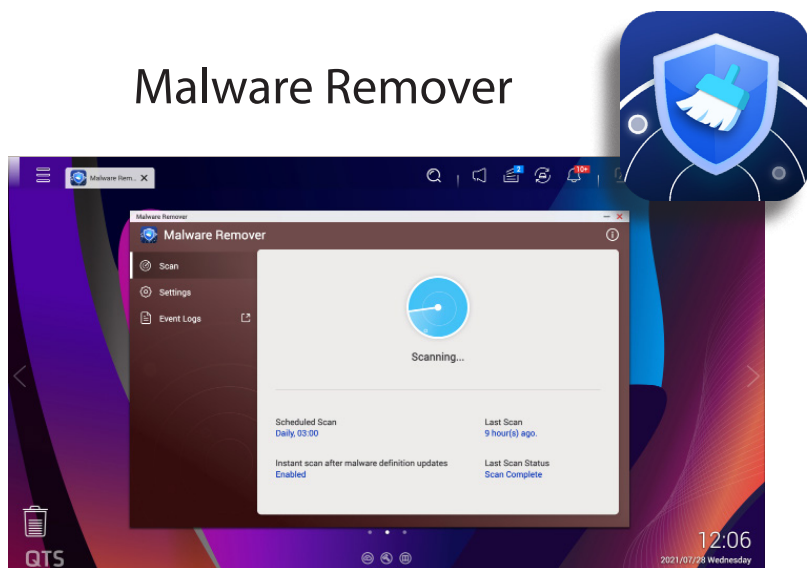 Malware Remover
Malware Rem... X
2
10+
Malware Remover
Malware Remover
Scan
Settings
Event Logs
Scanning...
Scheduled Scan
Daily, 03:00
Last Scan
9 hour(s) ago.
Instant scan after malware definition updates
Enabled
Last Scan Status
Scan Complete
QTS
12:06
2021/07/28 Wednesday